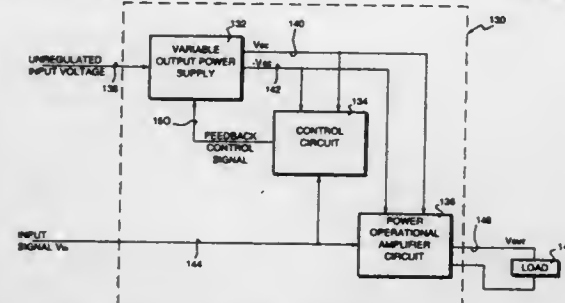 132
140
130
VARIABLE
OUTPUT POWER
SUPPLY
Vcc
-Vcc
142
UNREGULATED
INPUT VOLTAGE
138
134
150
CONTROL
CIRCUIT
FEEDBACK
CONTROL
SIGNAL
136
POWER
OPERATIONAL
AMPLIFIER
CIRCUIT
146
Vout
INPUT
SIGNAL Vin
144
LOAD